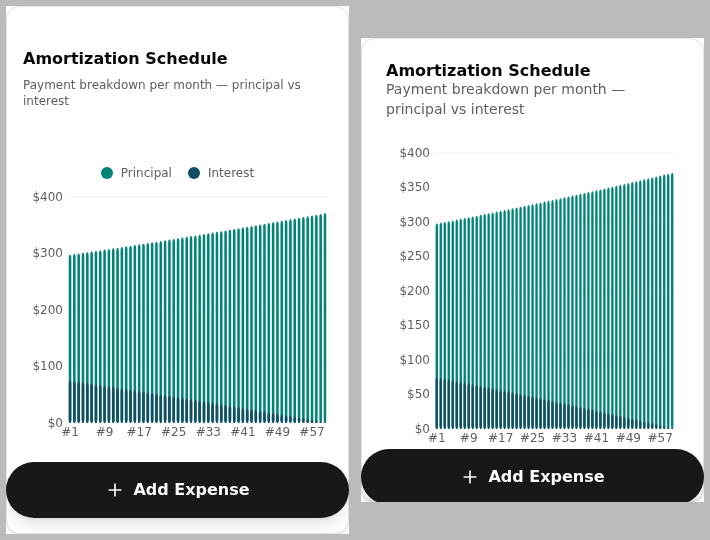 Amortization Schedule
Payment breakdown per month — principal vs
interest
Principal
Interest
$400
$300
$200
$100
$0
#1 #9 #17 #25 #33 #41 #49 #57
+ Add Expense
Amortization Schedule
Payment breakdown per month —
principal vs interest
$400
$350
$300
$250
$200
$150
$100
$50
$0
#1 #9 #17 #25 #33 #41 #49 #57
+ Add Expense